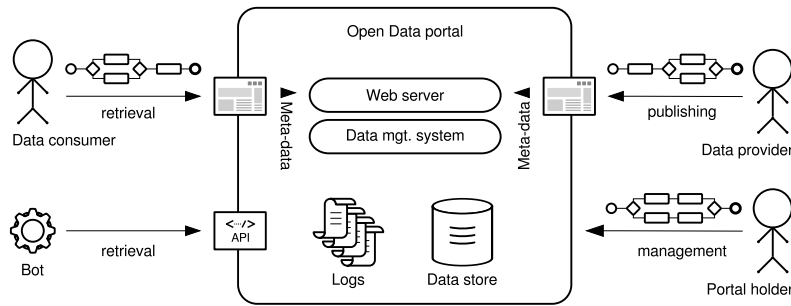 Open Data portal
Web server
Data mgt. system
Meta-data
Meta-data
retrieval
Data consumer
publishing
Data provider
<···/>
API
retrieval
Bot
Logs
Data store
management
Portal holder